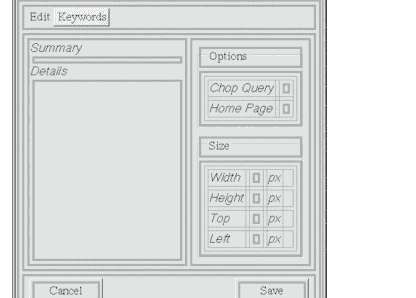 Edit Keywords
Summary
Details
Options
Chop Query
Home Page
Size
Width px
Height px
Top px
Left px
Cancel Save